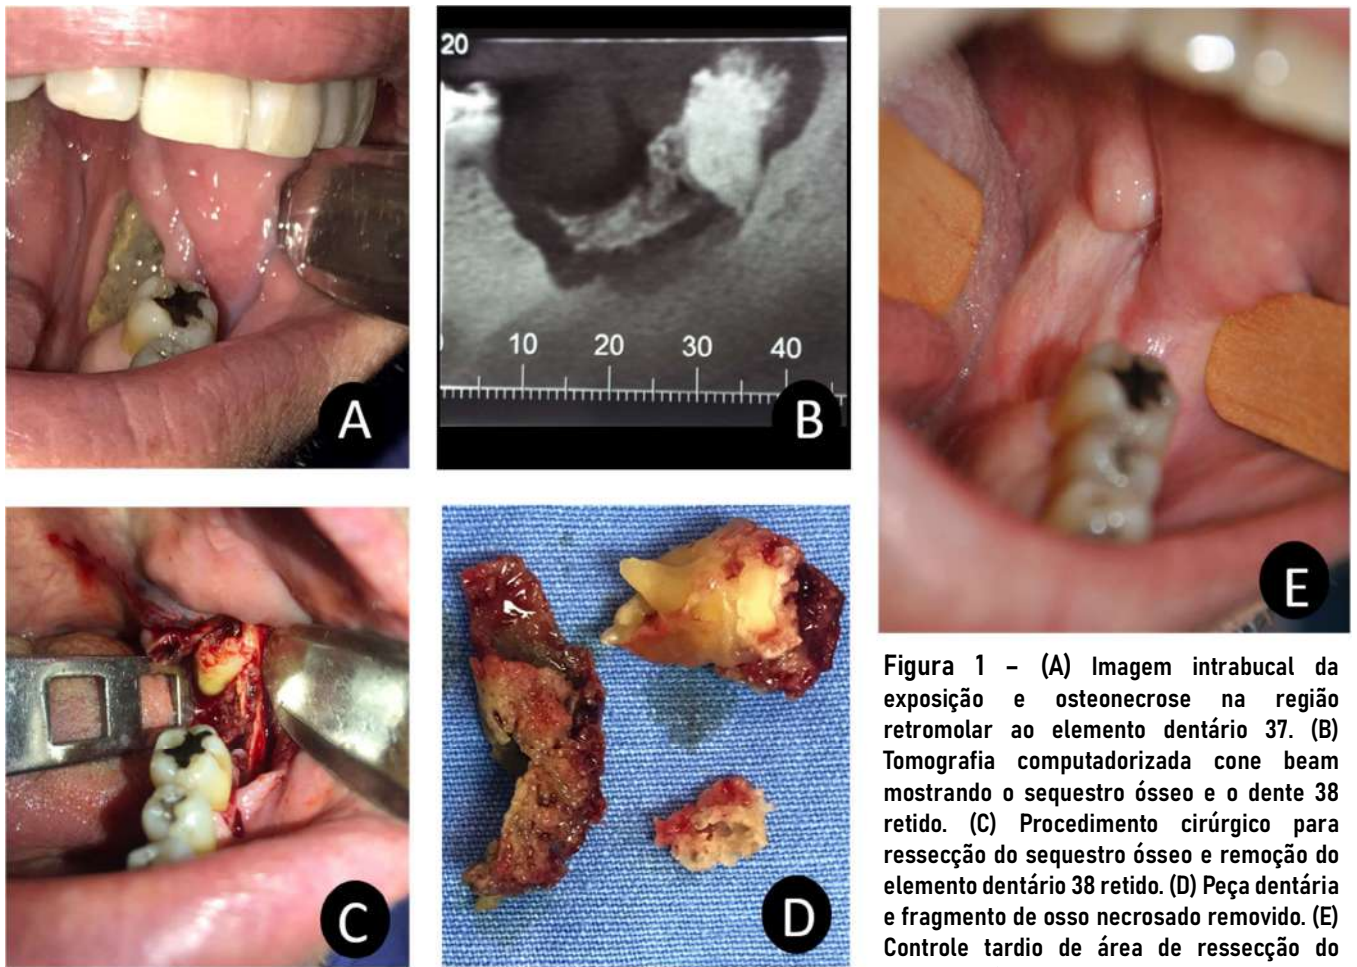 A
20
10 20 30 40
B
C
D
E
Figura 1 – (A) Imagem intrabucal da
exposição e osteonecrose na região
retromolar ao elemento dentário 37. (B)
Tomografia computadorizada cone beam
mostrando o sequestro ósseo e o dente 38
retido. (C) Procedimento cirúrgico para
ressecção do sequestro ósseo e remoção do
elemento dentário 38 retido. (D) Peça dentária
e fragmento de osso necrosado removido. (E)
Controle tardio de área de ressecção do